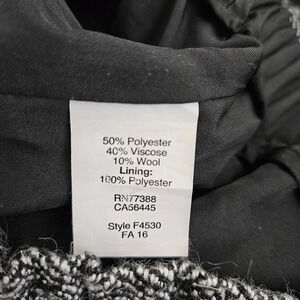 50% Polyester
40% Viscose
10% Wool
Lining:
100% Polyester
RN77388
CA56445
Style F4530
FA 16